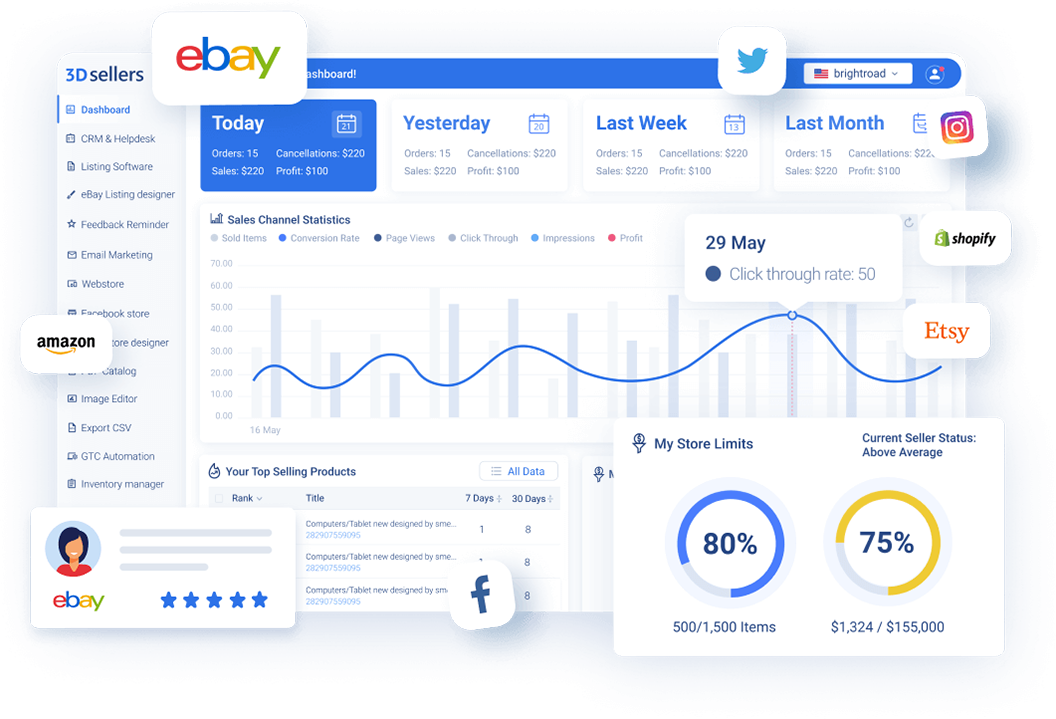 ebay
3Dsellers
ashboard!
brightroad
Dashboard
CRM & Helpdesk
Listing Software
eBay Listing designer
Feedback Reminder
Email Marketing
Webstore
Facebook store
tore designer
Catalog
Image Editor
Export CSV
GTC Automation
Inventory manager
amazon
Today
21
Orders: 15 Cancellations: $220
Sales: $220 Profit: $100
Yesterday
20
Orders: 15 Cancellations: $220
Sales: $220 Profit: $100
Last Week
13
Orders: 15 Cancellations: $220
Sales: $220 Profit: $100
Last Month
Orders: 15 Cancellations: $22
Sales: $220 Profit: $100
Sales Channel Statistics
Sold Items Conversion Rate Page Views Click Through Impressions Profit
70.00
60.00
50.00
40.00
30.00
20.00
10.00
0.00
16 May
29 May
Click through rate: 50
shopify
Etsy
Your Top Selling Products
All Data
Rank Title 7 Days 30 Days
Computers/Tablet new designed by sme... 1 8
282907559095
Computers/Tablet new designed by sme... 1 8
282907559095
Computers/Tablet new designed by sm 8
282907559095
ebay
My Store Limits
Current Seller Status:
Above Average
80%
75%
500/1,500 Items
$1,324 / $155,000